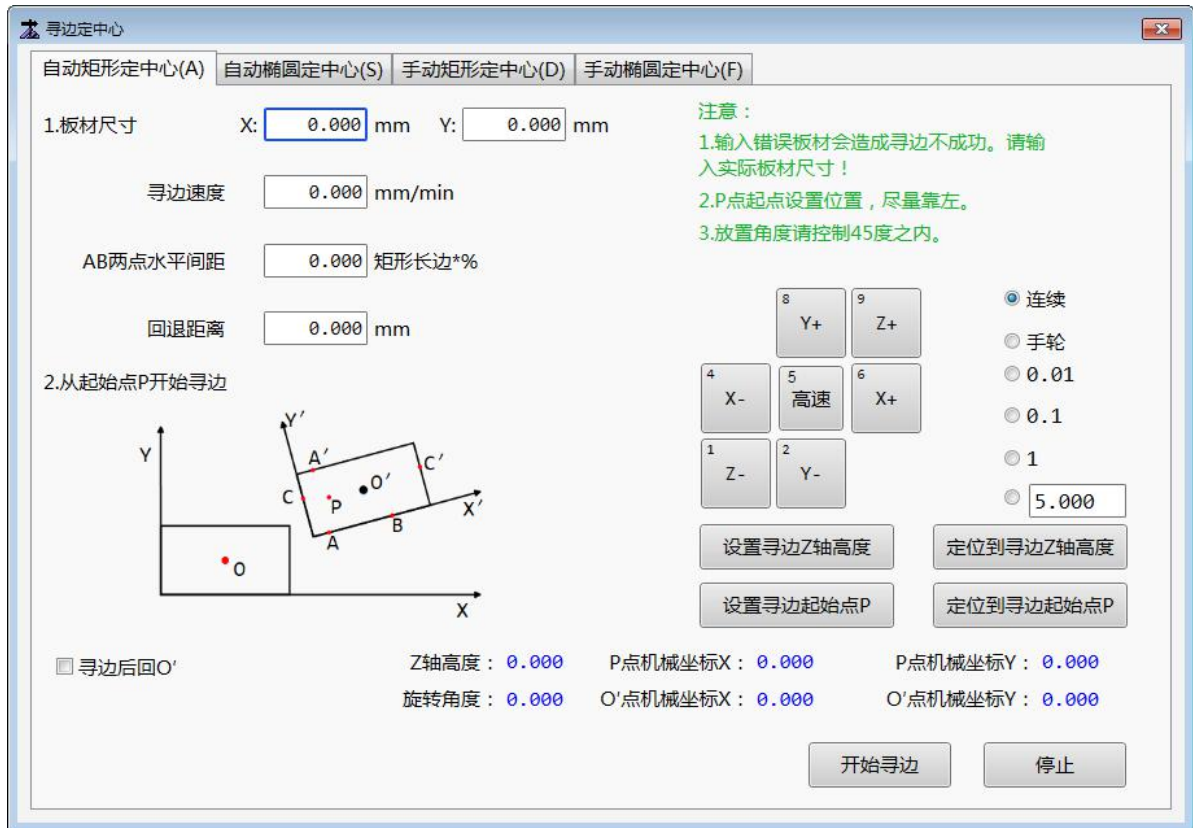 寻边定中心
自动矩形定中心(A) 自动椭圆定中心(S) 手动矩形定中心(D) 手动椭圆定中心(F)
1.板材尺寸 X: 0.000 mm Y: 0.000 mm
寻边速度 0.000 mm/min
AB两点水平间距 0.000 矩形长边*%
回退距离 0.000 mm
2.从起始点P开始寻边
Y
O
X
Y′
A′
C′
C
P
O′
X′
A
B
注意：
1.输入错误板材会造成寻边不成功。请输
入实际板材尺寸！
2.P点起点设置位置，尽量靠左。
3.放置角度请控制45度之内。
8 Y+
9 Z+
4 X-
5 高速
6 X+
1 Z-
2 Y-
连续
手轮
0.01
0.1
1
5.000
设置寻边Z轴高度 定位到寻边Z轴高度
设置寻边起始点P 定位到寻边起始点P
寻边后回O′
Z轴高度： 0.000 P点机械坐标X： 0.000 P点机械坐标Y： 0.000
旋转角度： 0.000 O′点机械坐标X： 0.000 O′点机械坐标Y： 0.000
开始寻边 停止